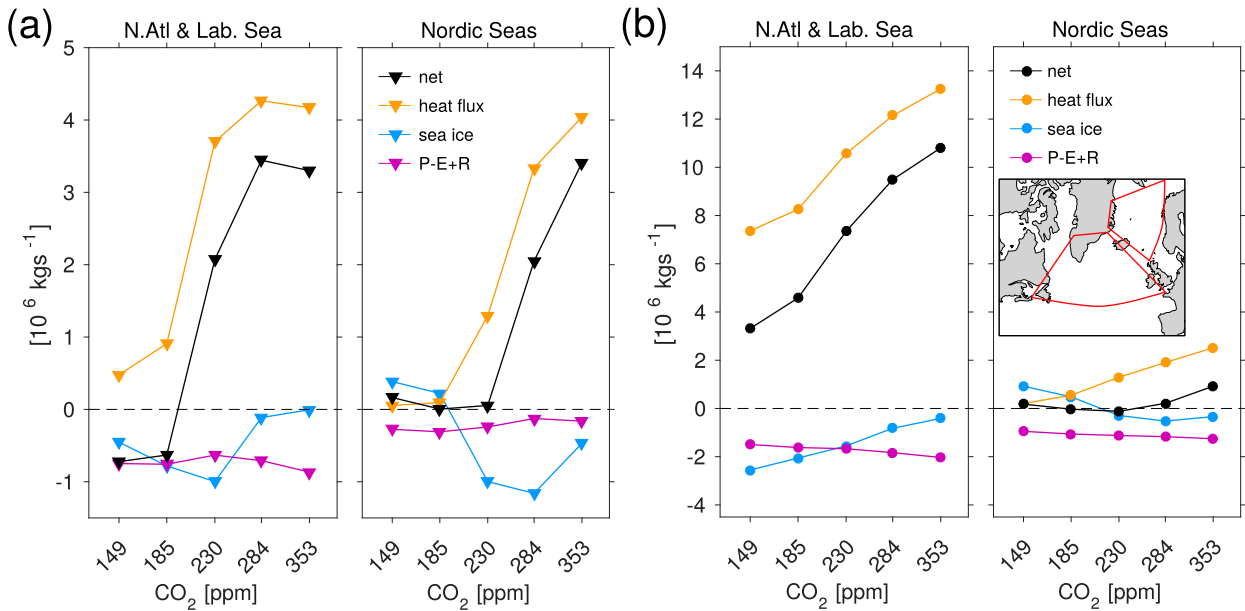 (a)
N.Atl & Lab. Sea
Nordic Seas
[10 6 kgs -1]
5
4
3
2
1
0
-1
net
heat flux
sea ice
P-E+R
149 185 230 284 353
149 185 230 284 353
CO2 [ppm]
CO2 [ppm]
(b)
N.Atl & Lab. Sea
Nordic Seas
[10 6 kgs -1]
14
12
10
8
6
4
2
0
-2
-4
net
heat flux
sea ice
P-E+R
149 185 230 284 353
149 185 230 284 353
CO2 [ppm]
CO2 [ppm]